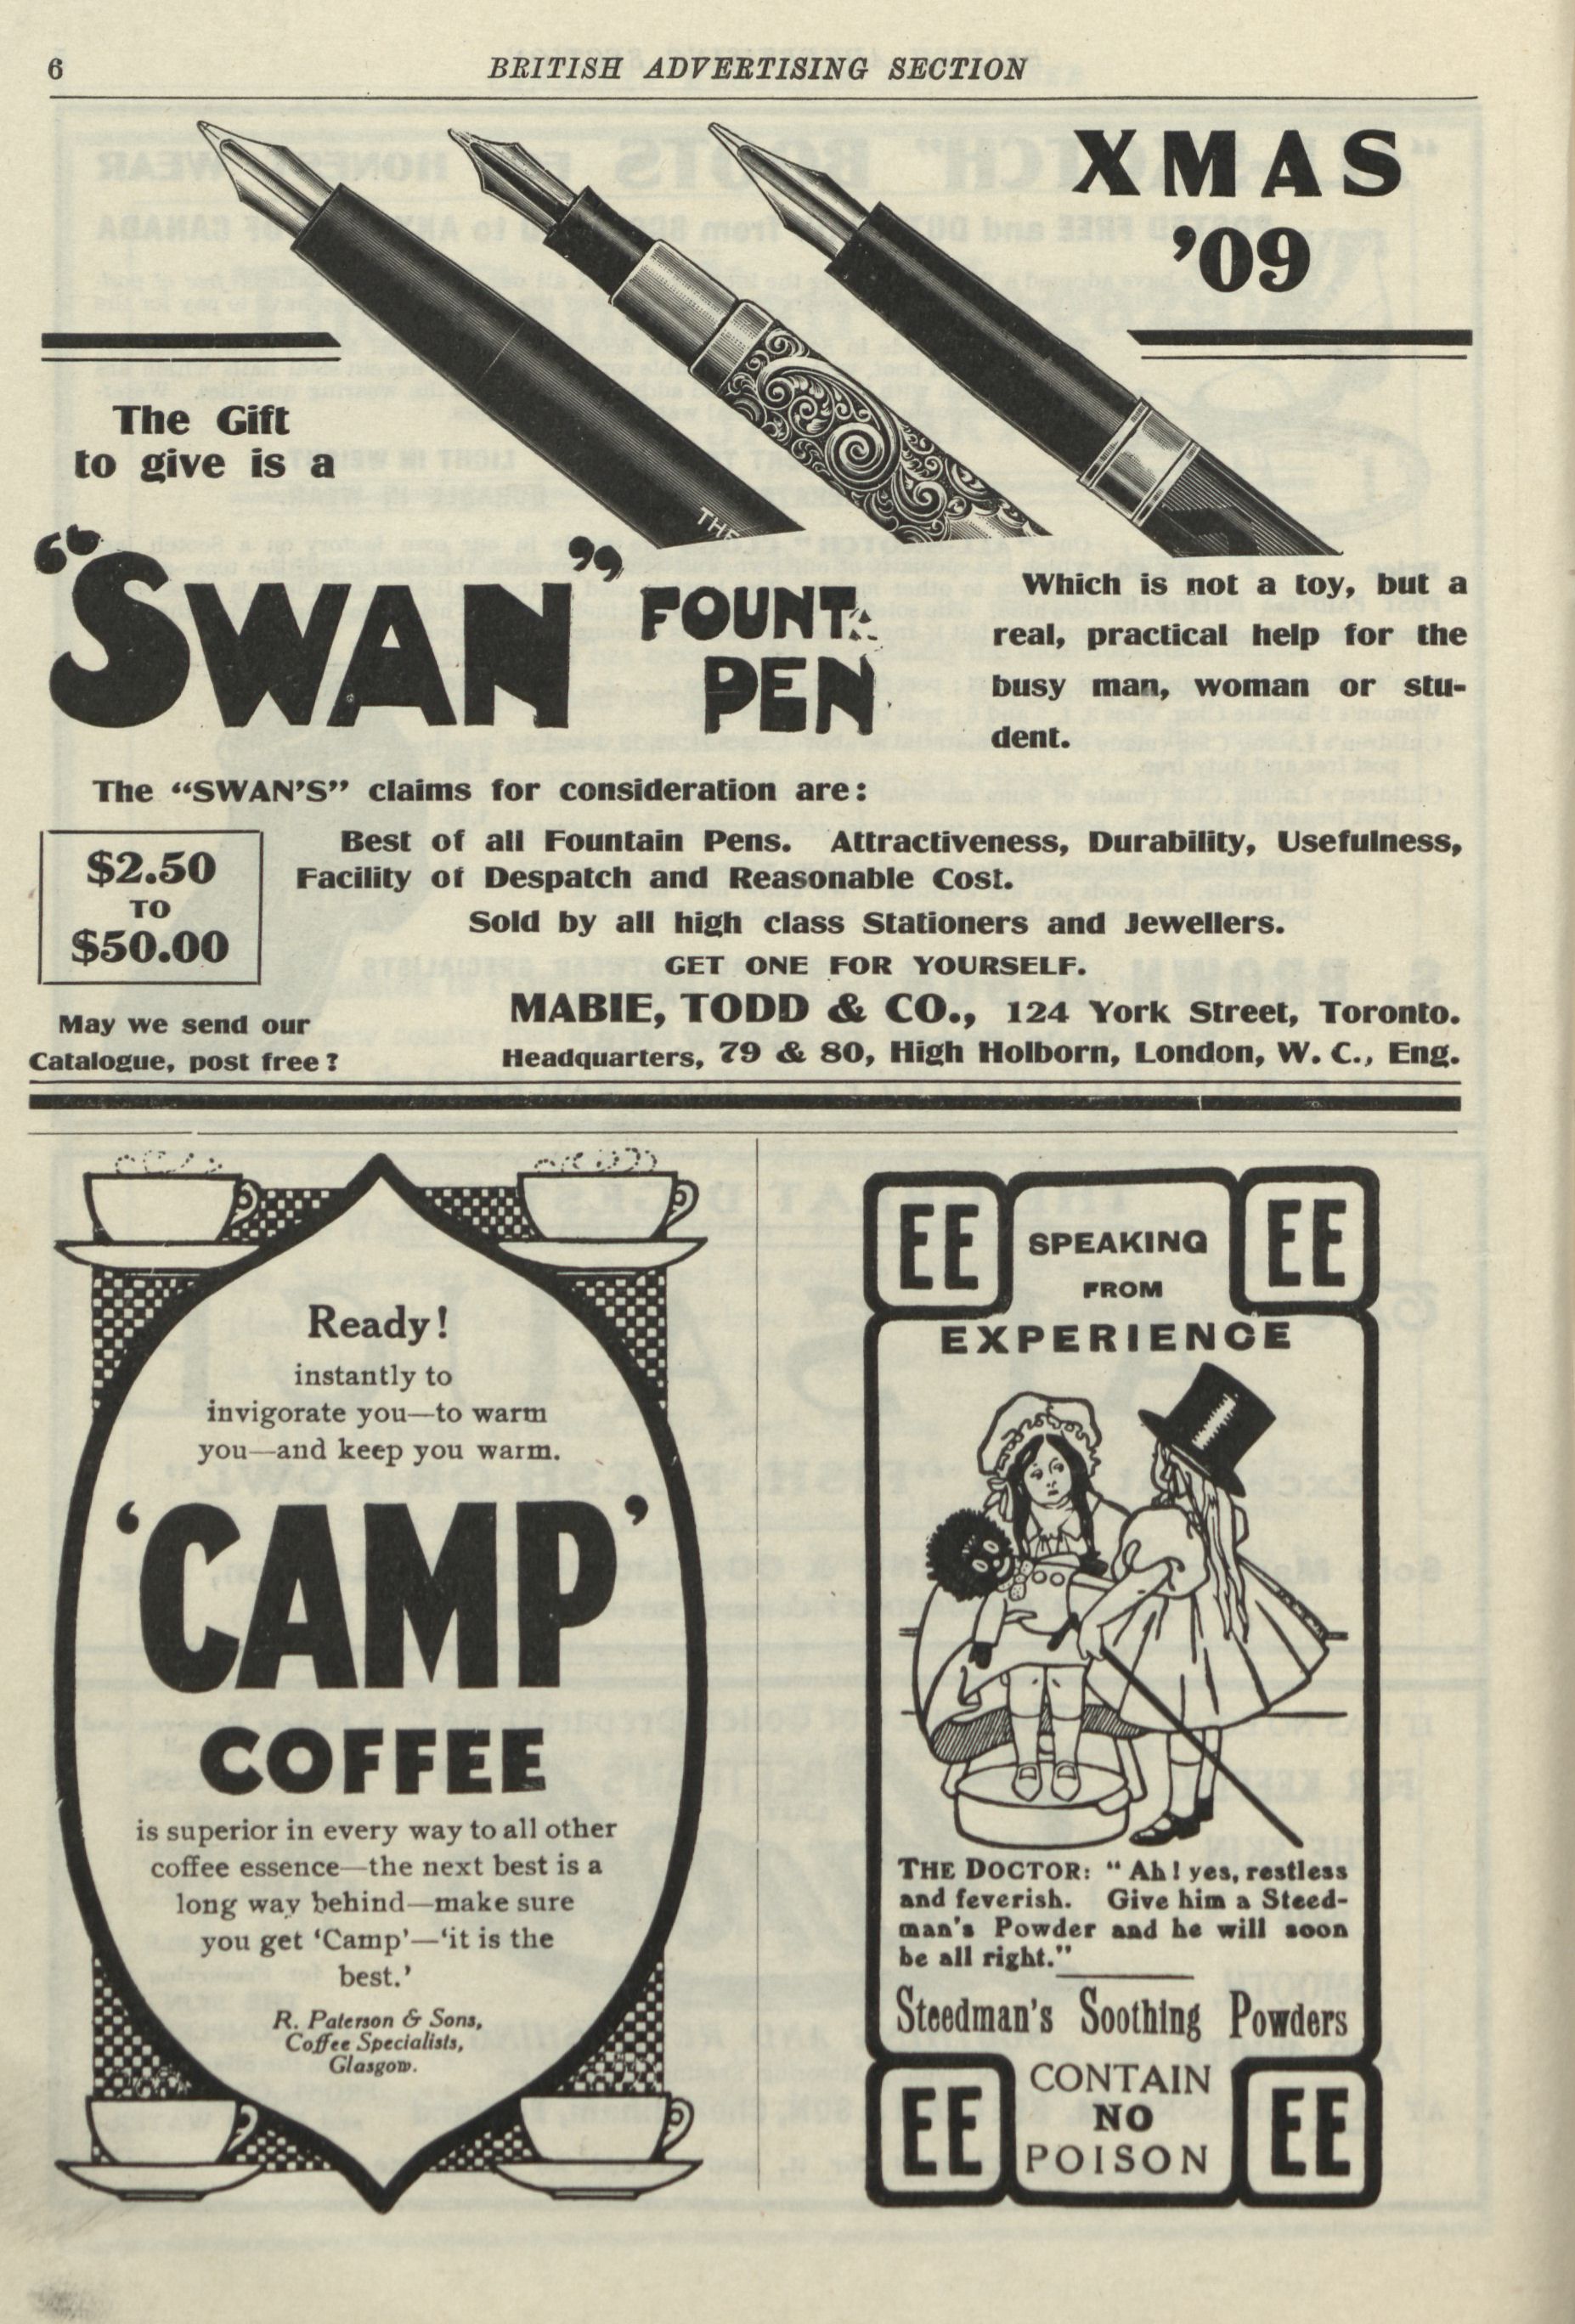 6
BRITISH ADVERTISING SECTION
XMAS
’09
The Gift
to give is a
“SWAN” FOUNT.
PEN
THE
Which is not a toy, but a
real, practical help for the
busy man, woman or stu-
dent.
The “SWAN’S” claims for consideration are:
$2.50
TO
$50.00
Best of all Fountain Pens. Attractiveness, Durability, Usefulness,
Facility of Despatch and Reasonable Cost.
Sold by all high class Stationers and Jewellers.
GET ONE FOR YOURSELF.
May we send our
Catalogue, post free?
MABIE, TODD & CO., 124 York Street, Toronto.
Headquarters, 79 & 80, High Holborn, London, W. C., Eng.
Ready!
instantly to
invigorate you—to warm
you—and keep you warm.
‘CAMP’
COFFEE
is superior in every way to all other
coffee essence—the next best is a
long way behind—make sure
you get ‘Camp’—‘it is the
best.’
R. Paterson & Sons,
Coffee Specialists,
Glasgow.
EE SPEAKING EE
FROM
EXPERIENCE
THE DOCTOR: “Ah! yes, restless
and feverish. Give him a Steed-
man’s Powder and he will soon
be all right.”
Steedman’s Soothing Powders
EE CONTAIN EE
NO
POISON